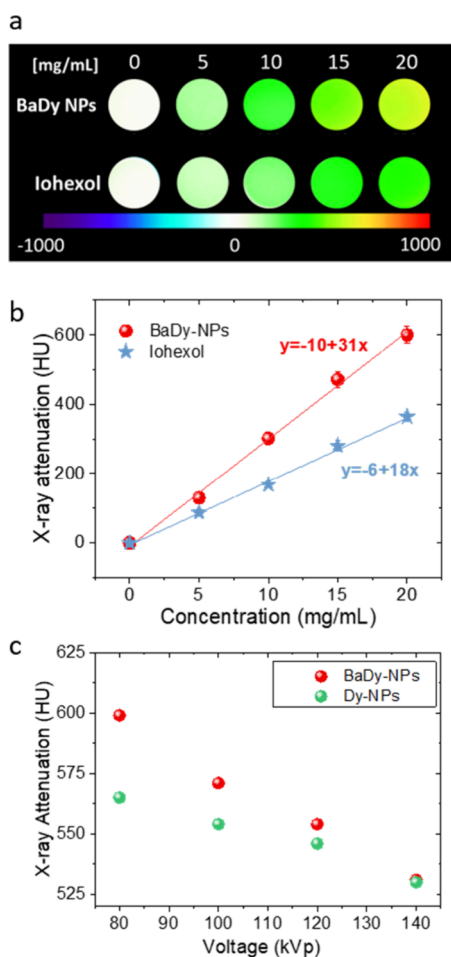 a
[mg/mL] 0 5 10 15 20
BaDy NPs
Iohexol
-1000 0 1000
b
BaDy-NPs
Iohexol
y=-10+31x
y=-6+18x
600
400
200
0
0 5 10 15 20
X-ray attenuation (HU)
Concentration (mg/mL)
c
BaDy-NPs
Dy-NPs
625
600
575
550
525
80 90 100 110 120 130 140
X-ray Attenuation (HU)
Voltage (kVp)